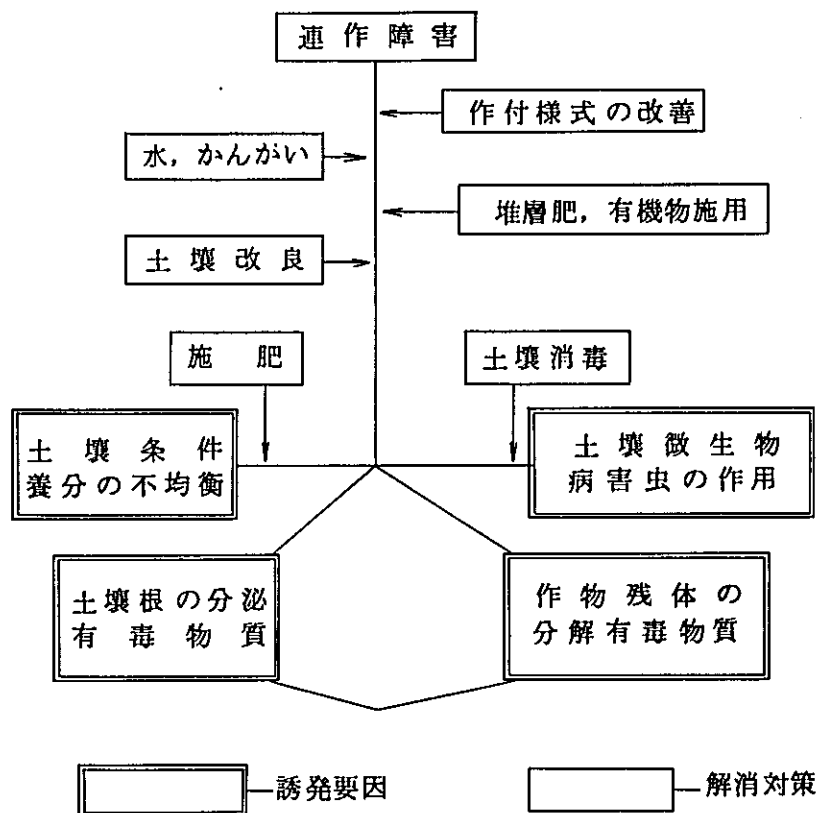 連作障害
作付様式の改善
水，かんがい
堆層肥，有機物施用
土壌改良
施肥
土壌消毒
土壌条件
養分の不均衡
土壌微生物
病害虫の作用
土壌根の分泌
有毒物質
作物残体の
分解有毒物質
誘発要因
解消対策